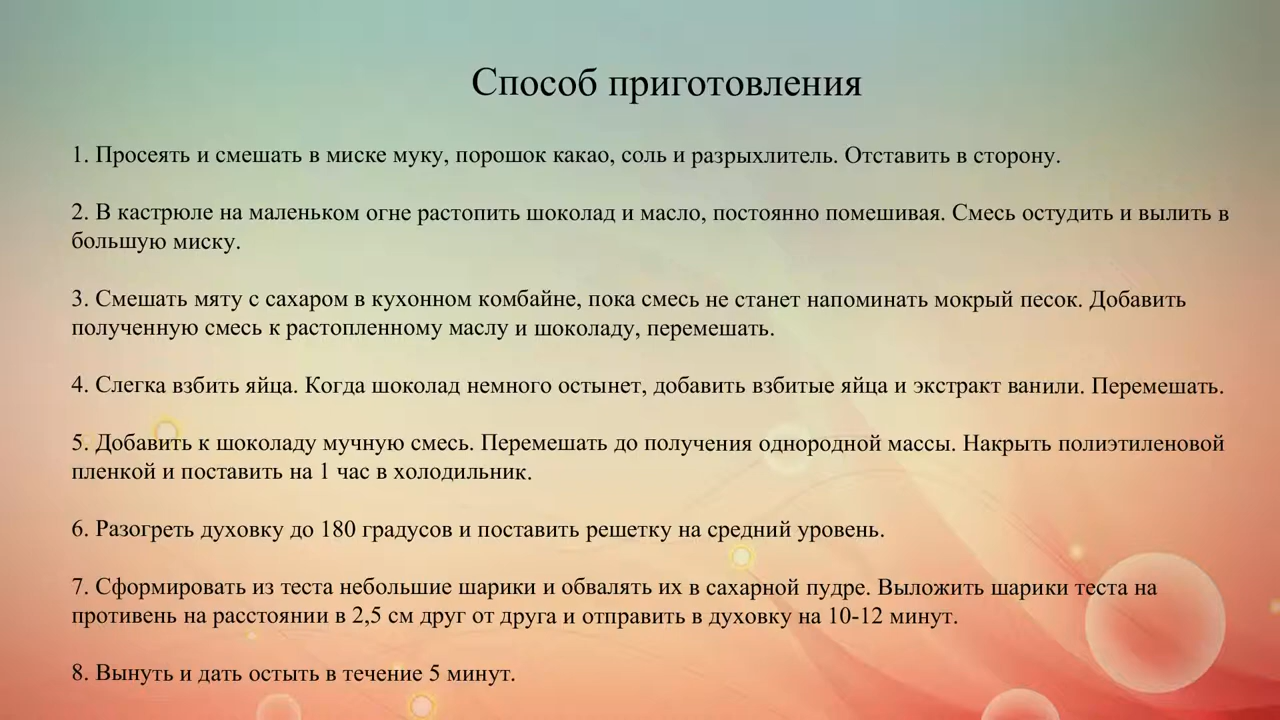 Способ приготовления
1. Просеять и смешать в миске муку, порошок какао, соль и разрыхлитель. Отставить в сторону.
2. В кастрюле на маленьком огне растопить шоколад и масло, постоянно помешивая. Смесь остудить и вылить в
большую миску.
3. Смешать мяту с сахаром в кухонном комбайне, пока смесь не станет напоминать мокрый песок. Добавить
полученную смесь к растопленному маслу и шоколаду, перемешать.
4. Слегка взбить яйца. Когда шоколад немного остынет, добавить взбитые яйца и экстракт ванили. Перемешать.
5. Добавить к шоколаду мучную смесь. Перемешать до получения однородной массы. Накрыть полиэтиленовой
пленкой и поставить на 1 час в холодильник.
6. Разогреть духовку до 180 градусов и поставить решетку на средний уровень.
7. Сформировать из теста небольшие шарики и обвалять их в сахарной пудре. Выложить шарики теста на
противень на расстоянии в 2,5 см друг от друга и отправить в духовку на 10-12 минут.
8. Вынуть и дать остыть в течение 5 минут.